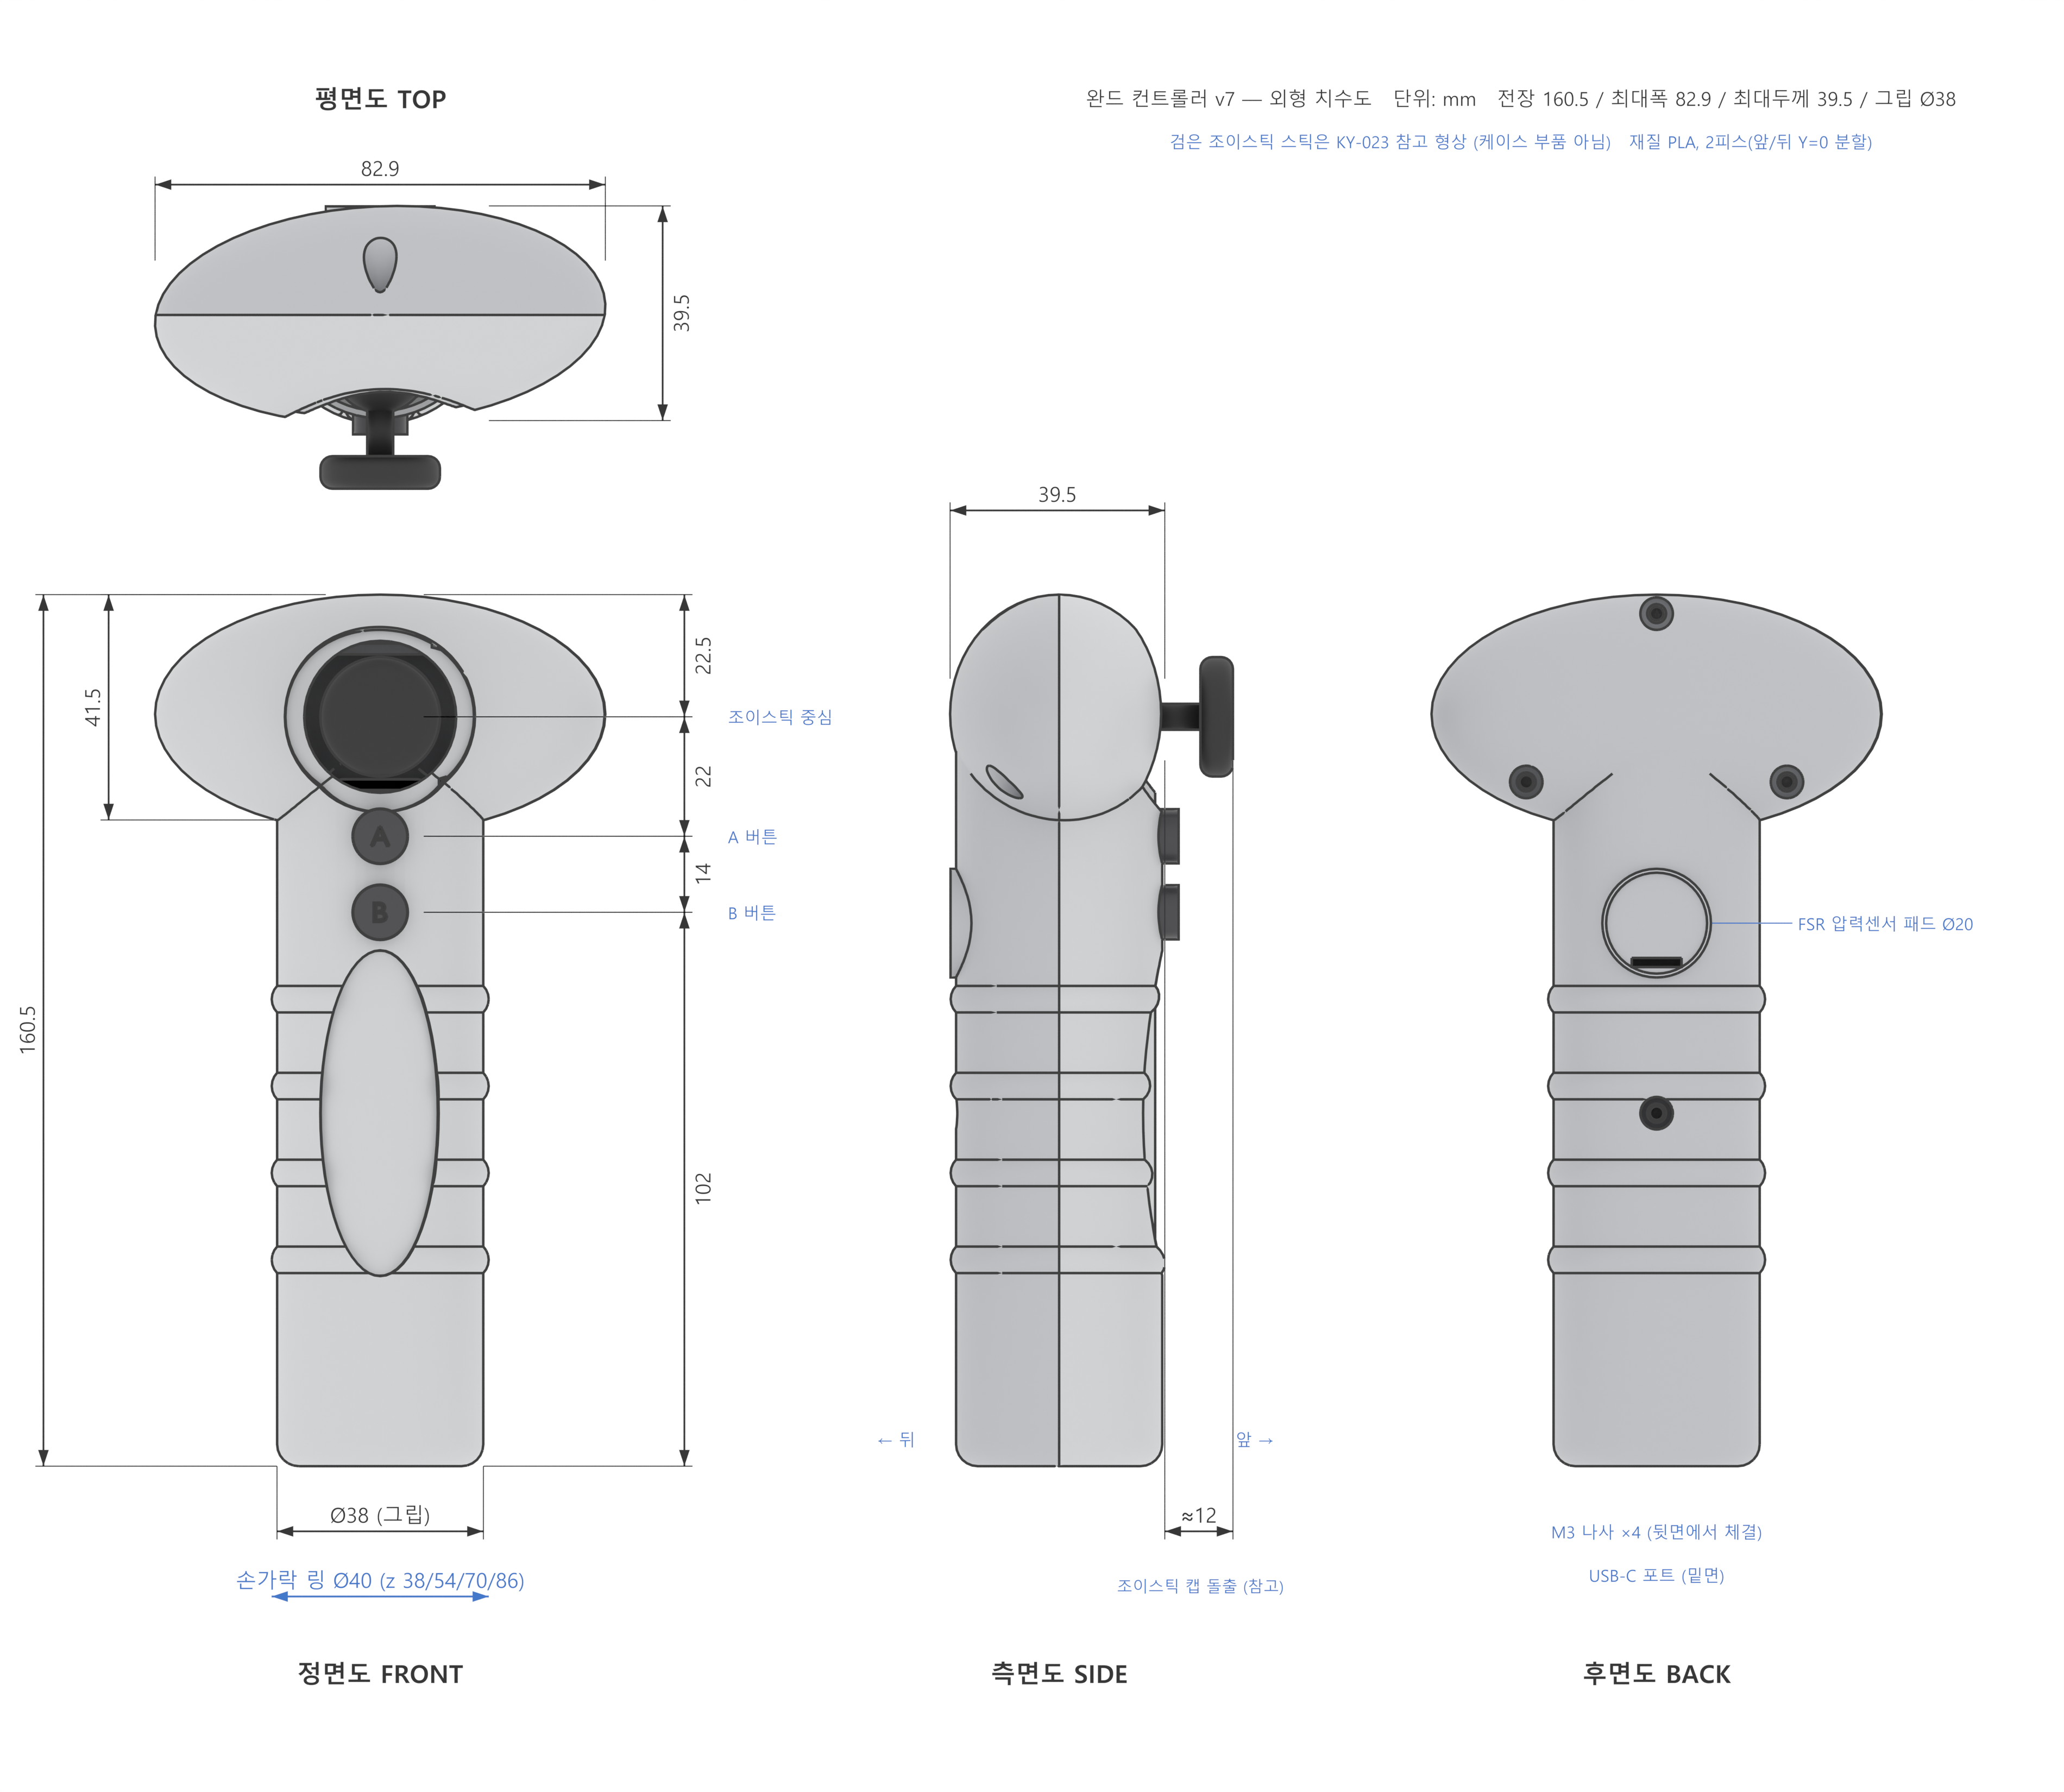 평면도 TOP
완드 컨트롤러 v7 — 외형 치수도 단위: mm 전장 160.5 / 최대폭 82.9 / 최대두께 39.5 / 그립 Ø38
검은 조이스틱 스틱은 KY-023 참고 형상 (케이스 부품 아님) 재질 PLA, 2피스(앞/뒤 Y=0 분할)
82.9
39.5
39.5
22.5
41.5
조이스틱 중심
22
A
A 버튼
14
B
B 버튼
FSR 압력센서 패드 Ø20
160.5
102
← 뒤
앞 →
Ø38 (그립)
≈12
M3 나사 ×4 (뒷면에서 체결)
손가락 링 Ø40 (z 38/54/70/86)
조이스틱 캡 돌출 (참고)
USB-C 포트 (밑면)
정면도 FRONT
측면도 SIDE
후면도 BACK